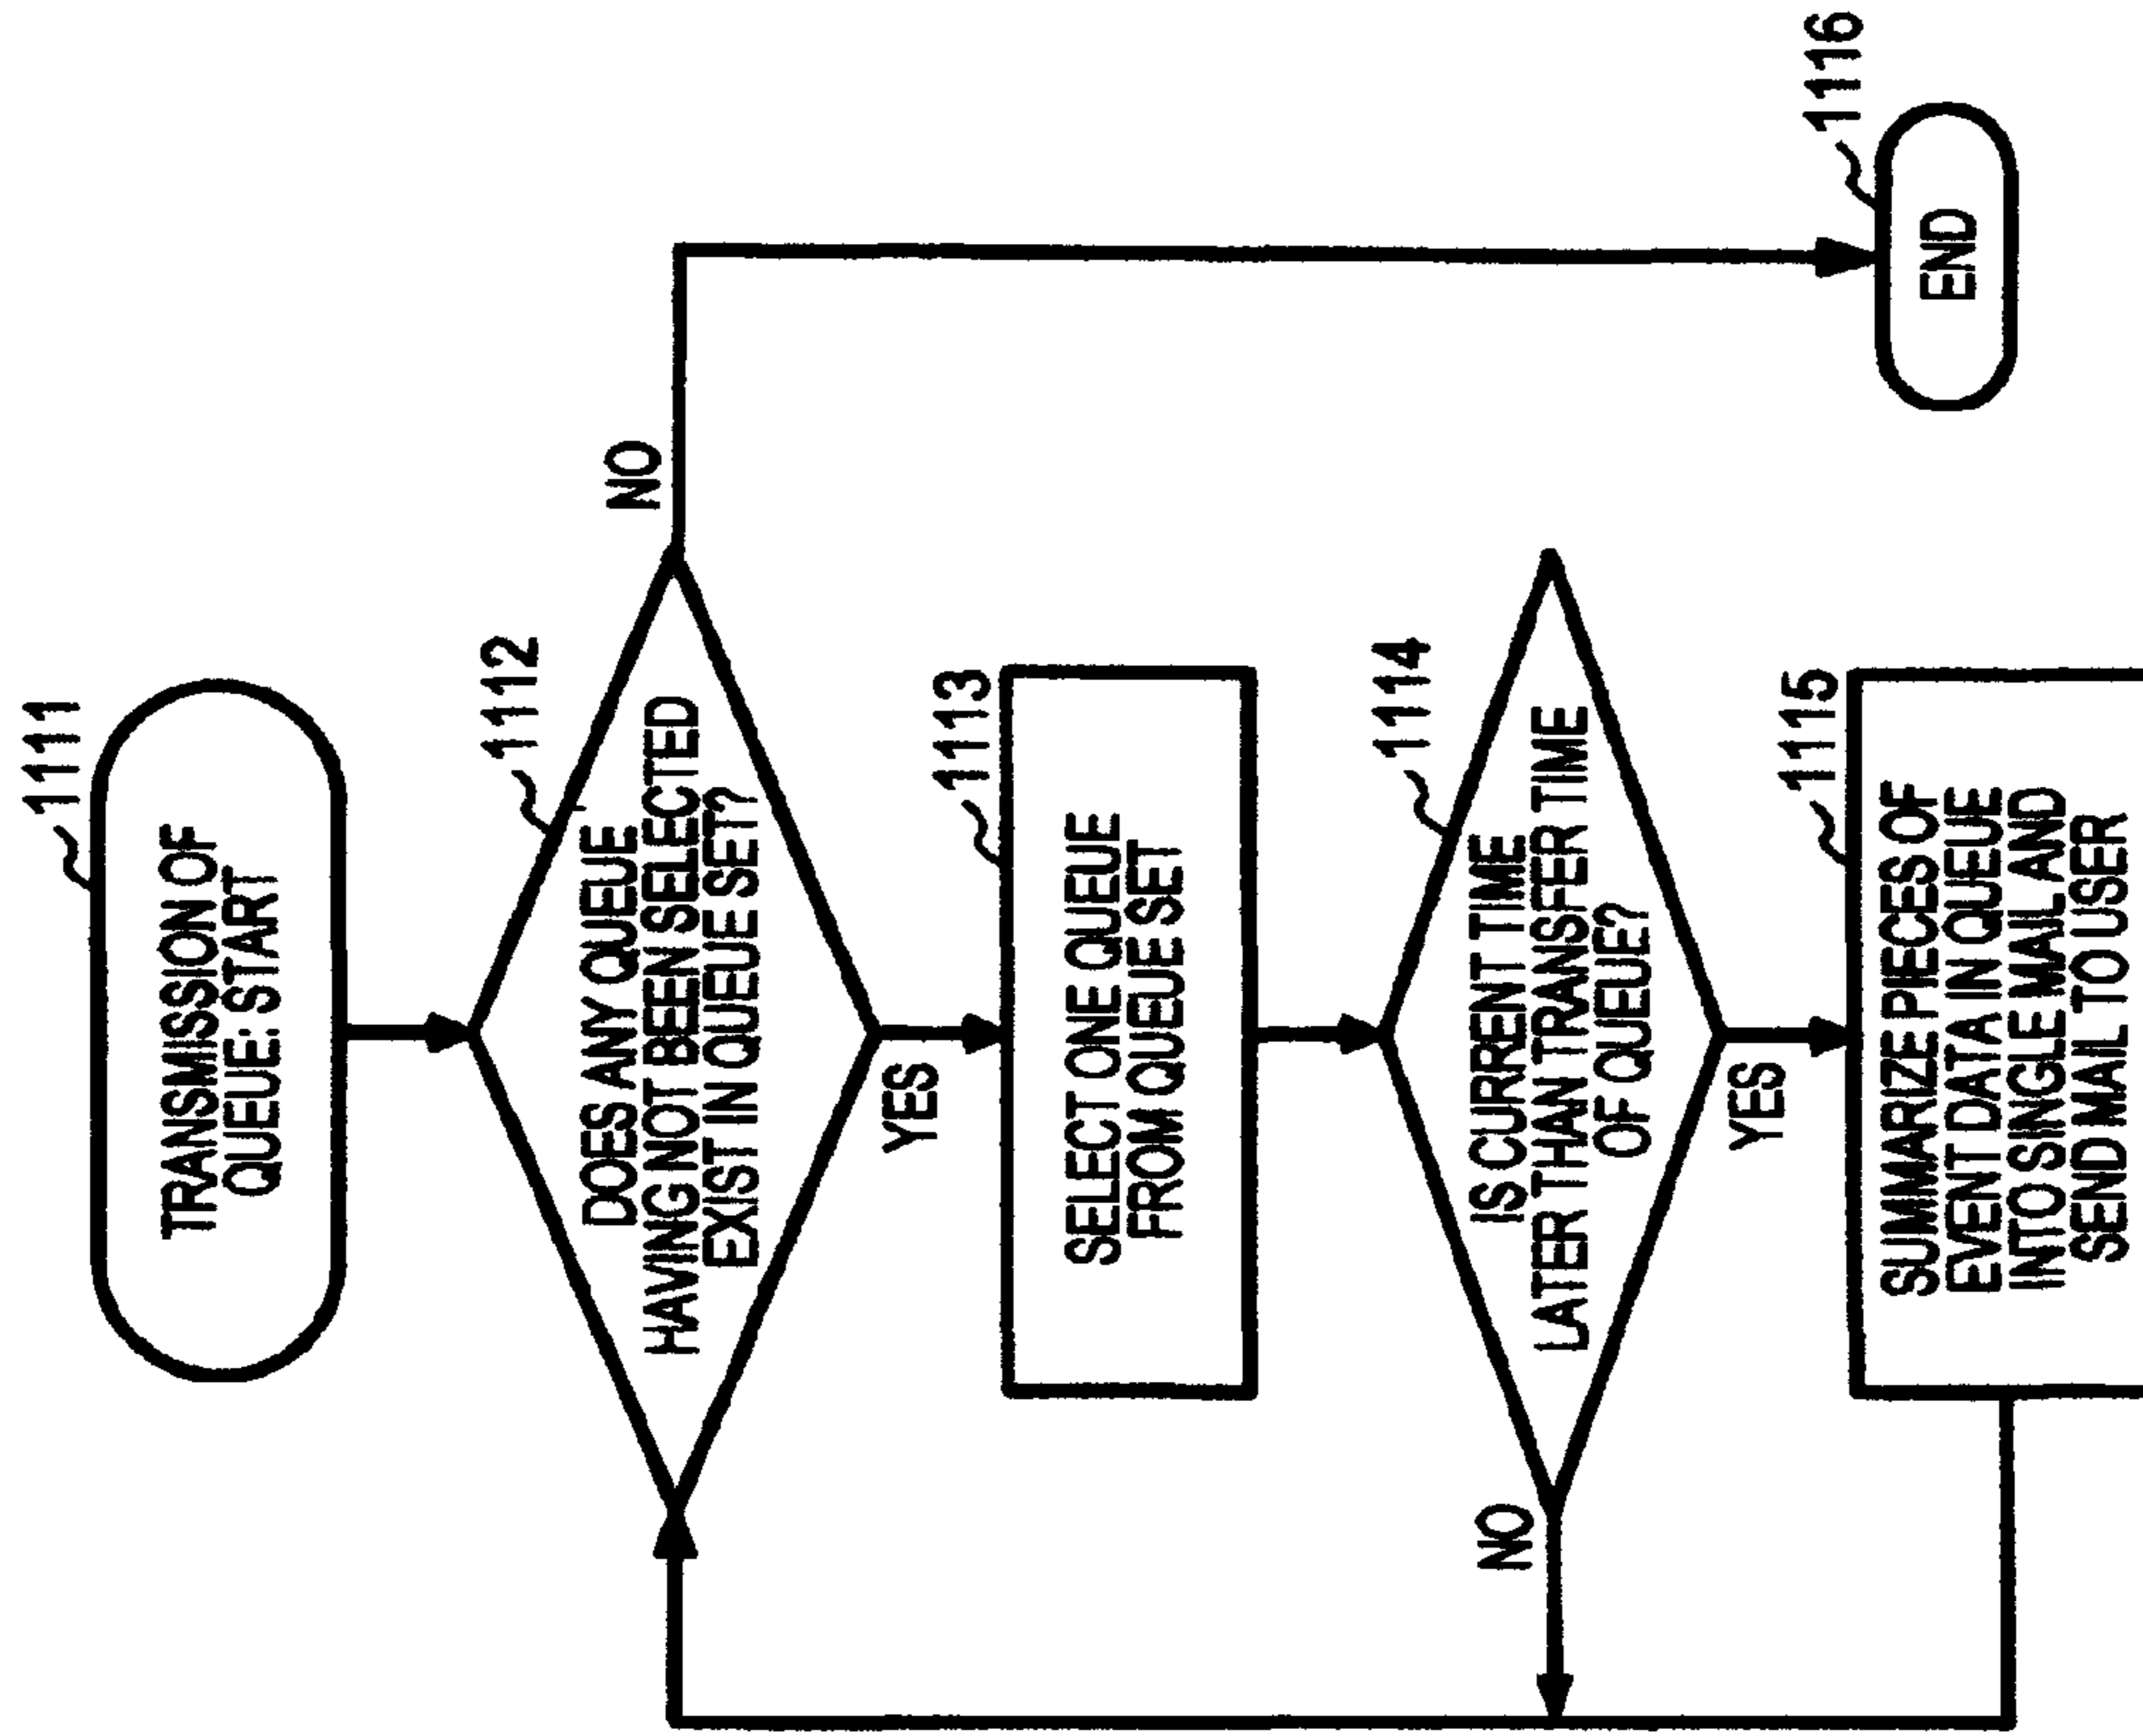 1111
TRANSMISSION OF
QUEUE: START
1112
DOES ANY QUEUE
HAVING NOT BEEN SELECTED
EXIST IN QUEUE SET?
NO
YES
1113
SELECT ONE QUEUE
FROM QUEUE SET
1114
IS CURRENT TIME
LATER THAN TRANSFER TIME
OF QUEUE?
NO
YES
1115
SUMMARIZE PIECES OF
EVENT DATA IN QUEUE
INTO SINGLE MAIL AND
SEND MAIL TO USER
1116
END